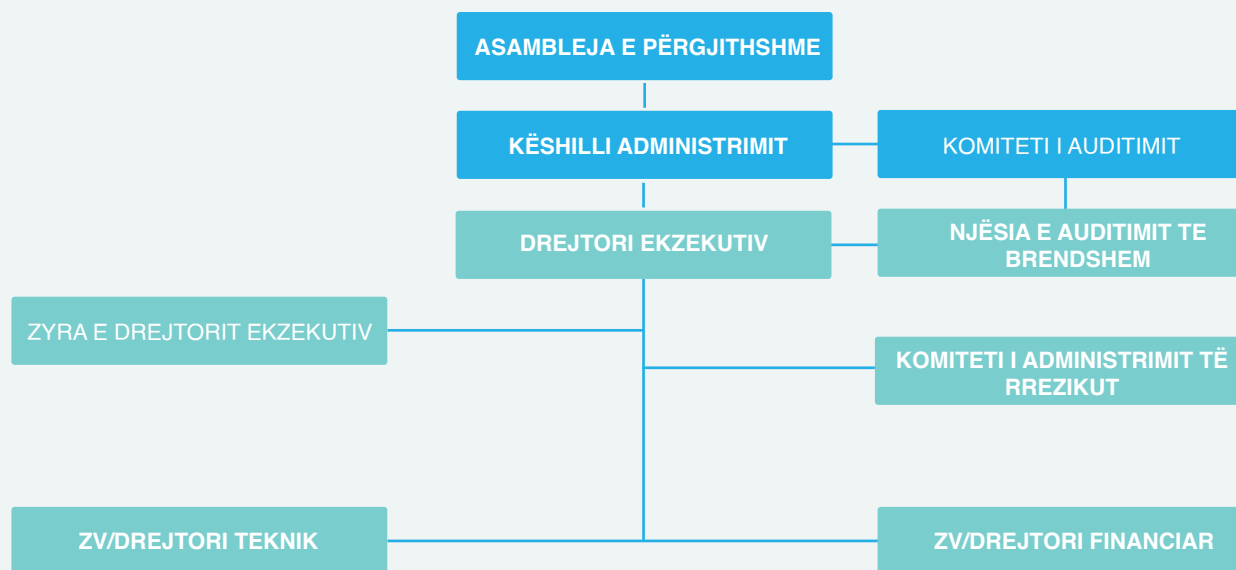 ASAMBLEJA E PËRGJITHSHME
KËSHILLI ADMINISTRIMIT
KOMITETI I AUDITIMIT
DREJTORI EKZEKUTIV
NJËSIA E AUDITIMIT TE
BRENDSHEM
ZYRA E DREJTORIT EKZEKUTIV
KOMITETI I ADMINISTRIMIT TË
RREZIKUT
ZV/DREJTORI TEKNIK
ZV/DREJTORI FINANCIAR